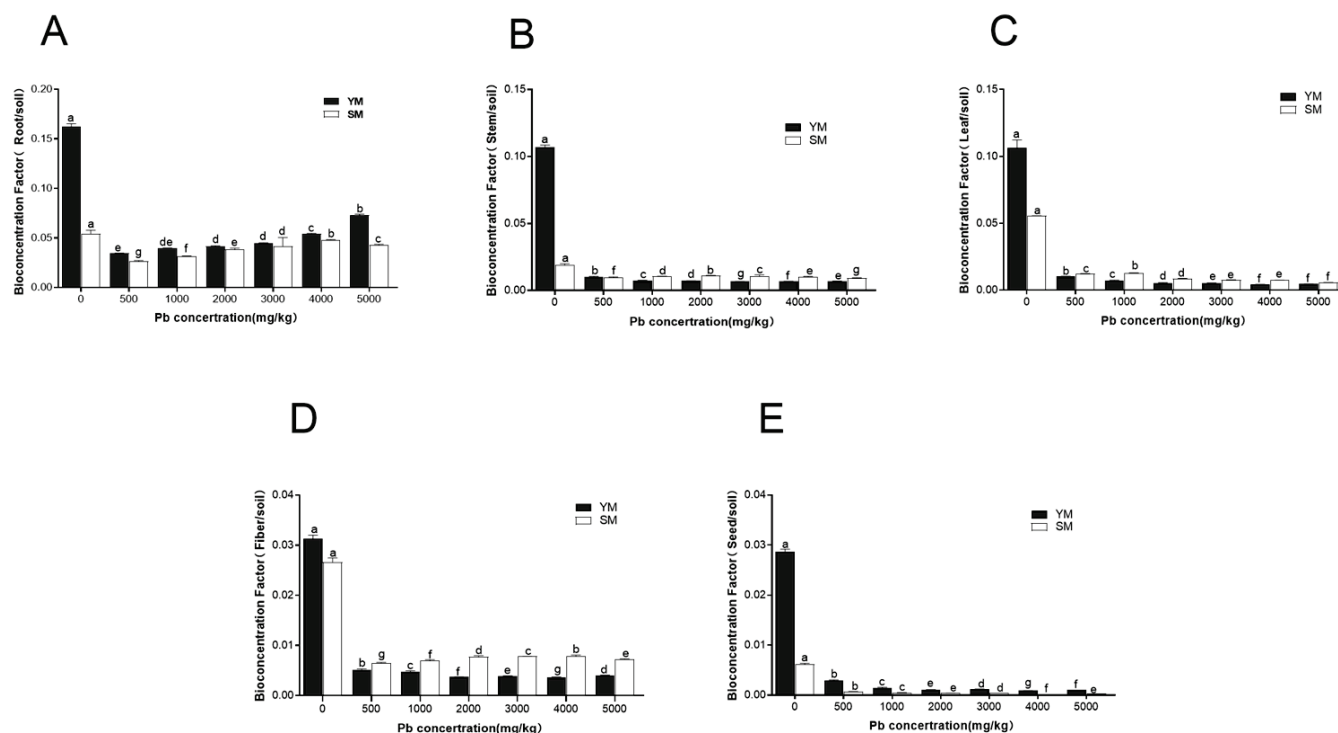 A
B
C
Bioconcentration Factor( Root/soil)
0.20
0.15
0.10
0.05
0.00
YM
SM
a
a
e
g
de
f
d
e
d
d
c
b
b
c
0
500
1000
2000
3000
4000
5000
Pb concertration(mg/kg)
Bioconcentration Factor( Stem/soil)
0.15
0.10
0.05
0.00
YM
SM
a
a
b
f
c
d
d
b
g
c
f
e
e
g
0
500
1000
2000
3000
4000
5000
Pb concertration(mg/kg)
Bioconcentration Factor( Leaf/soil)
0.15
0.10
0.05
0.00
YM
SM
a
a
b
c
c
b
d
d
e
e
f
f
f
f
0
500
1000
2000
3000
4000
5000
Pb concertration(mg/kg)
D
E
Bioconcentration Factor( Fiber/soil)
0.04
0.03
0.02
0.01
0.00
YM
SM
a
a
b
g
c
f
f
d
e
c
g
b
d
e
0
500
1000
2000
3000
4000
5000
Pb concertration(mg/kg)
Bioconcentration Factor( Seed/soil)
0.04
0.03
0.02
0.01
0.00
YM
SM
a
a
b
b
c
c
e
e
d
d
g
f
f
e
0
500
1000
2000
3000
4000
5000
Pb concertration(mg/kg)